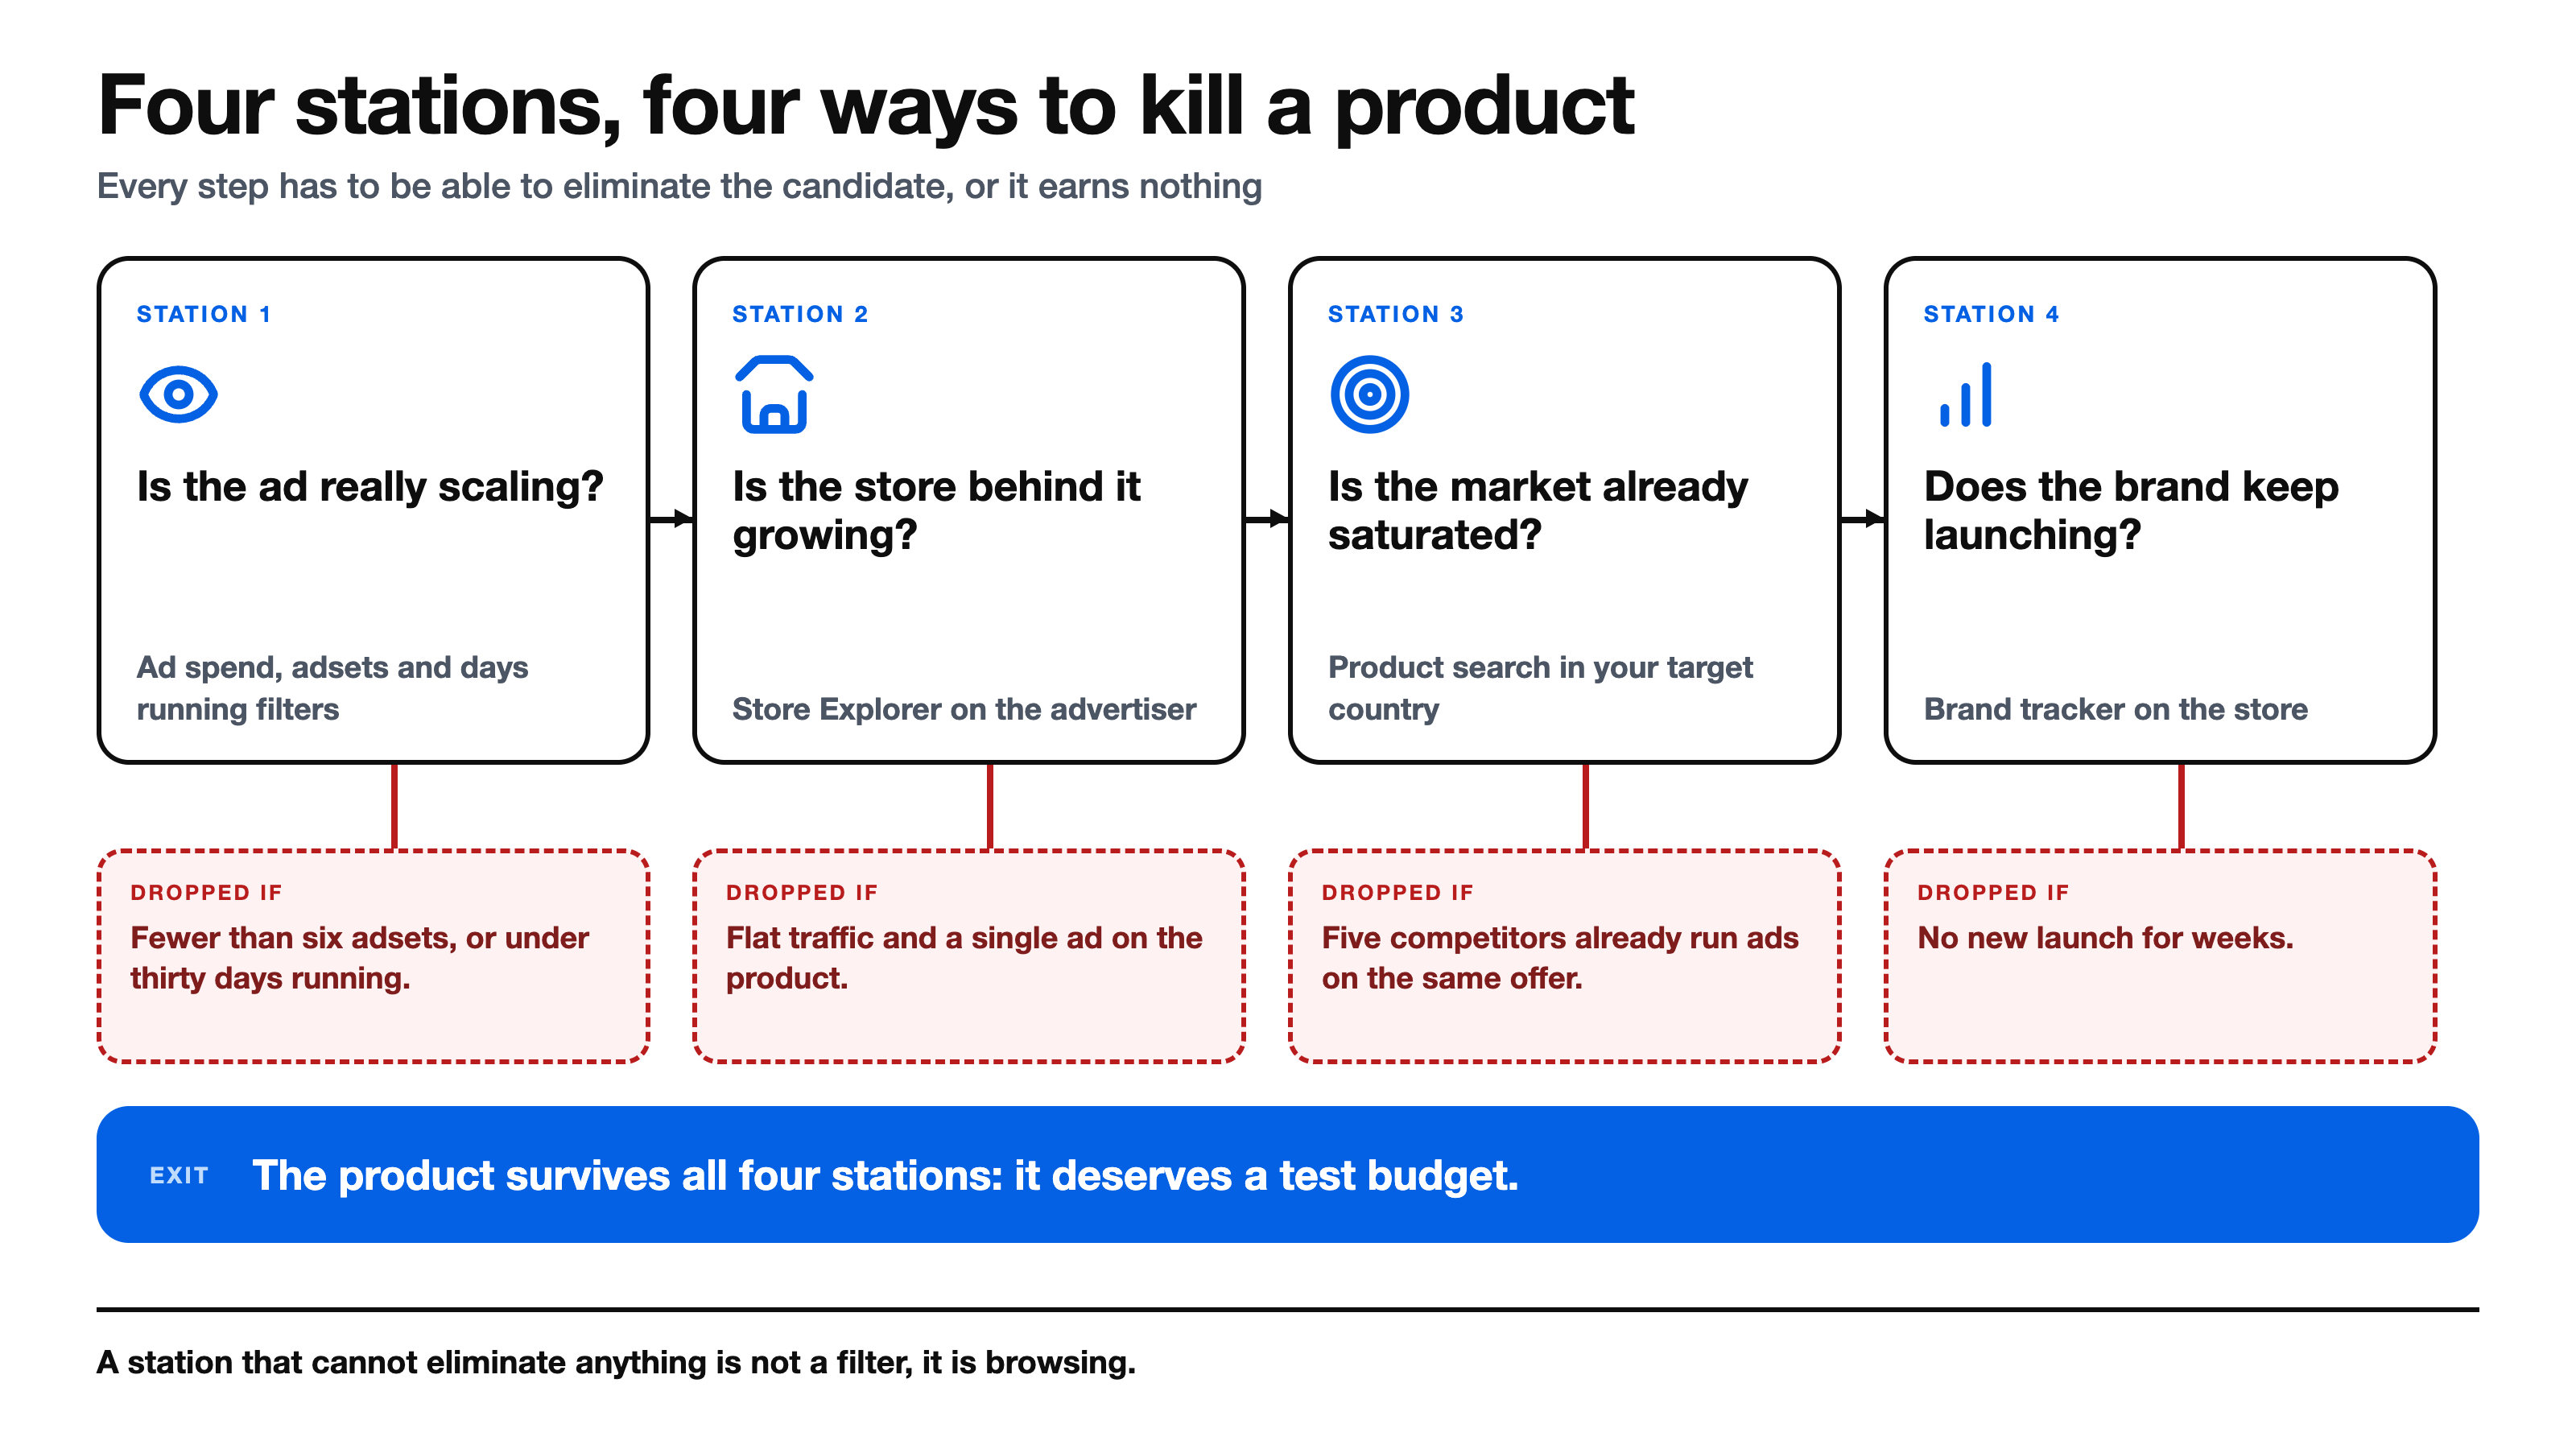 Four stations, four ways to kill a product
Every step has to be able to eliminate the candidate, or it earns nothing
STATION 1
Is the ad really scaling?
Ad spend, adsets and days
running filters
STATION 2
Is the store behind it
growing?
Store Explorer on the advertiser
STATION 3
Is the market already
saturated?
Product search in your target
country
STATION 4
Does the brand keep
launching?
Brand tracker on the store
DROPPED IF
Fewer than six adsets, or under
thirty days running.
DROPPED IF
Flat traffic and a single ad on the
product.
DROPPED IF
Five competitors already run ads
on the same offer.
DROPPED IF
No new launch for weeks.
EXIT The product survives all four stations: it deserves a test budget.
A station that cannot eliminate anything is not a filter, it is browsing.